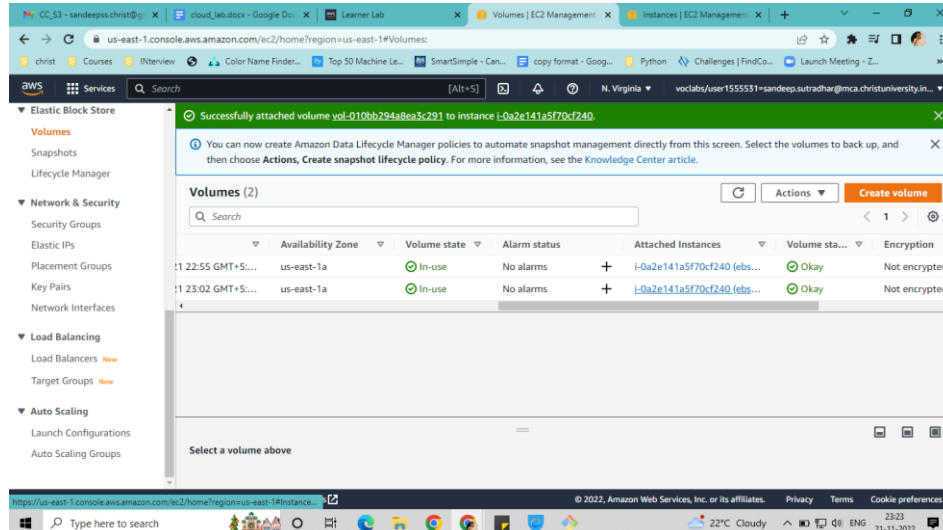 CC_S3 - sandeepss.christ@gr
cloud_lab.docx - Google Doc
Learner Lab
Volumes | EC2 Management
Instances | EC2 Management
us-east-1.console.aws.amazon.com/ec2/home?region=us-east-1#Volumes:
christ
Courses
INterview
Color Name Finder...
Top 50 Machine Le...
SmartSimple - Can...
copy format - Goog...
Python
Challenges | FindCo...
Launch Meeting - Z...
aws
Services
Search
[Alt+S]
N. Virginia
voclabs/user1555531=sandeep.sutradhar@mca.christuniversity.in...
Elastic Block Store
Volumes
Snapshots
Lifecycle Manager
Network & Security
Security Groups
Elastic IPs
Placement Groups
Key Pairs
Network Interfaces
Load Balancing
Load Balancers New
Target Groups New
Auto Scaling
Launch Configurations
Auto Scaling Groups
Successfully attached volume vol-010bb294a8ea3c291 to instance i-0a2e141a5f70cf240.
You can now create Amazon Data Lifecycle Manager policies to automate snapshot management directly from this screen. Select the volumes to back up, and
then choose Actions, Create snapshot lifecycle policy. For more information, see the Knowledge Center article.
Volumes (2)
Actions
Create volume
Search
1
Availability Zone Volume state Alarm status Attached Instances Volume sta... Encryption
21 22:55 GMT+5:... us-east-1a In-use No alarms + i-0a2e141a5f70cf240 (ebs... Okay Not encrypte
21 23:02 GMT+5:... us-east-1a In-use No alarms + i-0a2e141a5f70cf240 (ebs... Okay Not encrypte
Select a volume above
https://us-east-1.console.aws.amazon.com/ec2/home?region=us-east-1#Instance...
© 2022, Amazon Web Services, Inc. or its affiliates. Privacy Terms Cookie preferences
Type here to search
22°C Cloudy
ENG
23:23
21-11-2022